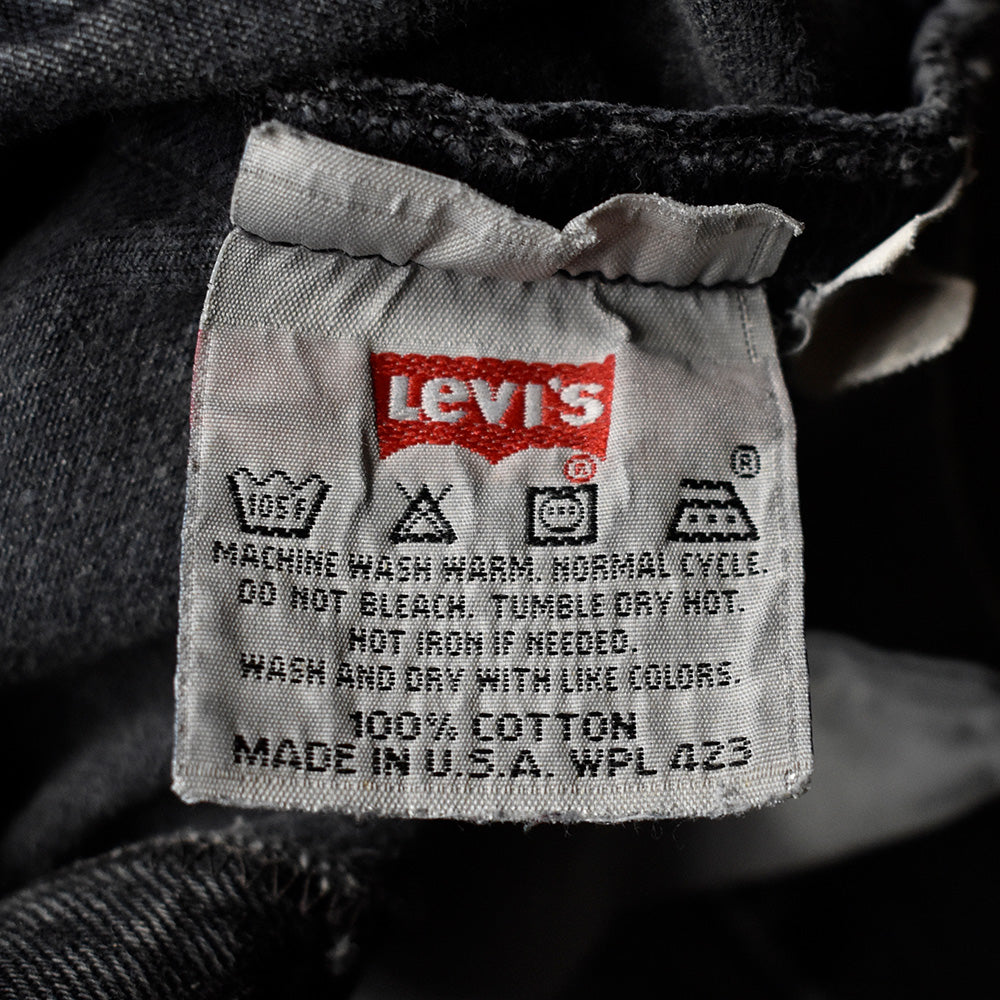 LEVI'S
®
®
105°F
MACHINE WASH WARM. NORMAL CYCLE.
DO NOT BLEACH. TUMBLE DRY HOT.
HOT IRON IF NEEDED.
WASH AND DRY WITH LIKE COLORS.
100% COTTON
MADE IN U.S.A. WPL 423